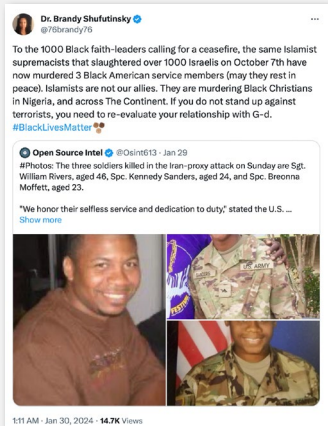 Dr. Brandy Shufutinsky
@76brandy76
To the 1000 Black faith-leaders calling for a ceasefire, the same Islamist
supremacists that slaughtered over 1000 Israelis on October 7th have
now murdered 3 Black American service members (may they rest in
peace). Islamists are not our allies. They are murdering Black Christians
in Nigeria, and across The Continent. If you do not stand up against
terrorists, you need to re-evaluate your relationship with G-d.
#BlackLivesMatter
Open Source Intel @Osint613 · Jan 29
#Photos: The three soldiers killed in the Iran-proxy attack on Sunday are Sgt.
William Rivers, aged 46, Spc. Kennedy Sanders, aged 24, and Spc. Breonna
Moffett, aged 23.
"We honor their selfless service and dedication to duty," stated the U.S. ...
Show more
U.S. ARMY
1:11 AM · Jan 30, 2024 · 14.7K Views